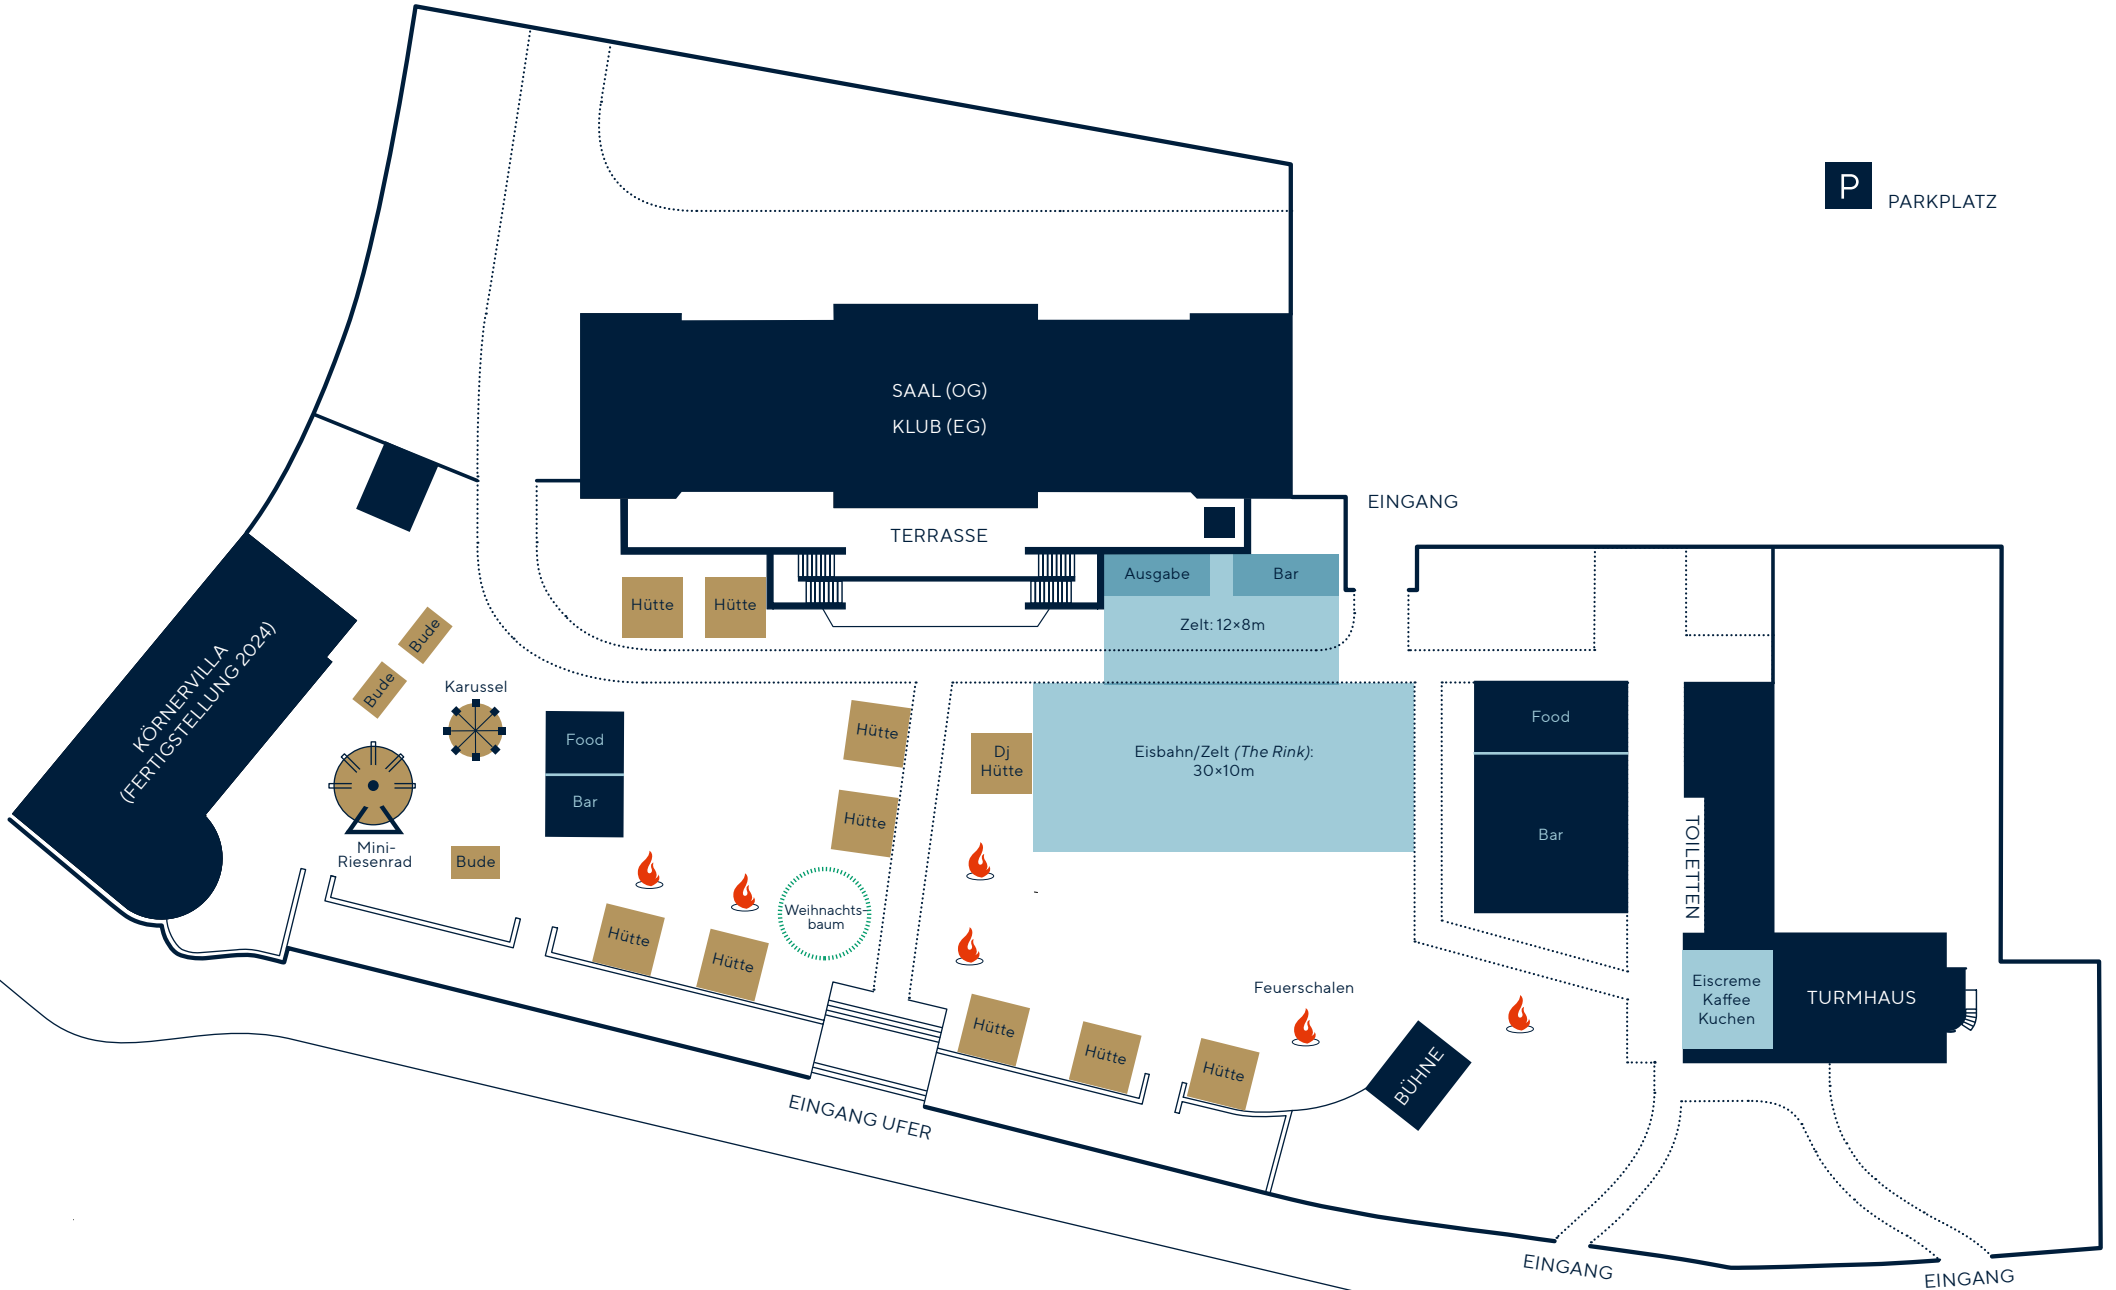 P
PARKPLATZ
SAAL (OG)
KLUB (EG)
EINGANG
TERRASSE
Ausgabe
Bar
Hütte
Hütte
Zelt: 12×8m
Bude
Bude
KÖRNERVILLA
(FERTIGSTELLUNG 2024)
Karussel
Food
Bar
Mini-
Riesenrad
Bude
Hütte
Hütte
Dj
Hütte
Eisbahn/Zelt (The Rink):
30×10m
Food
Bar
TOILETTEN
Weihnachts-
baum
Hütte
Hütte
Feuerschalen
Eiscreme
Kaffee
Kuchen
TURMHAUS
Hütte
Hütte
Hütte
BÜHNE
EINGANG UFER
EINGANG
EINGANG